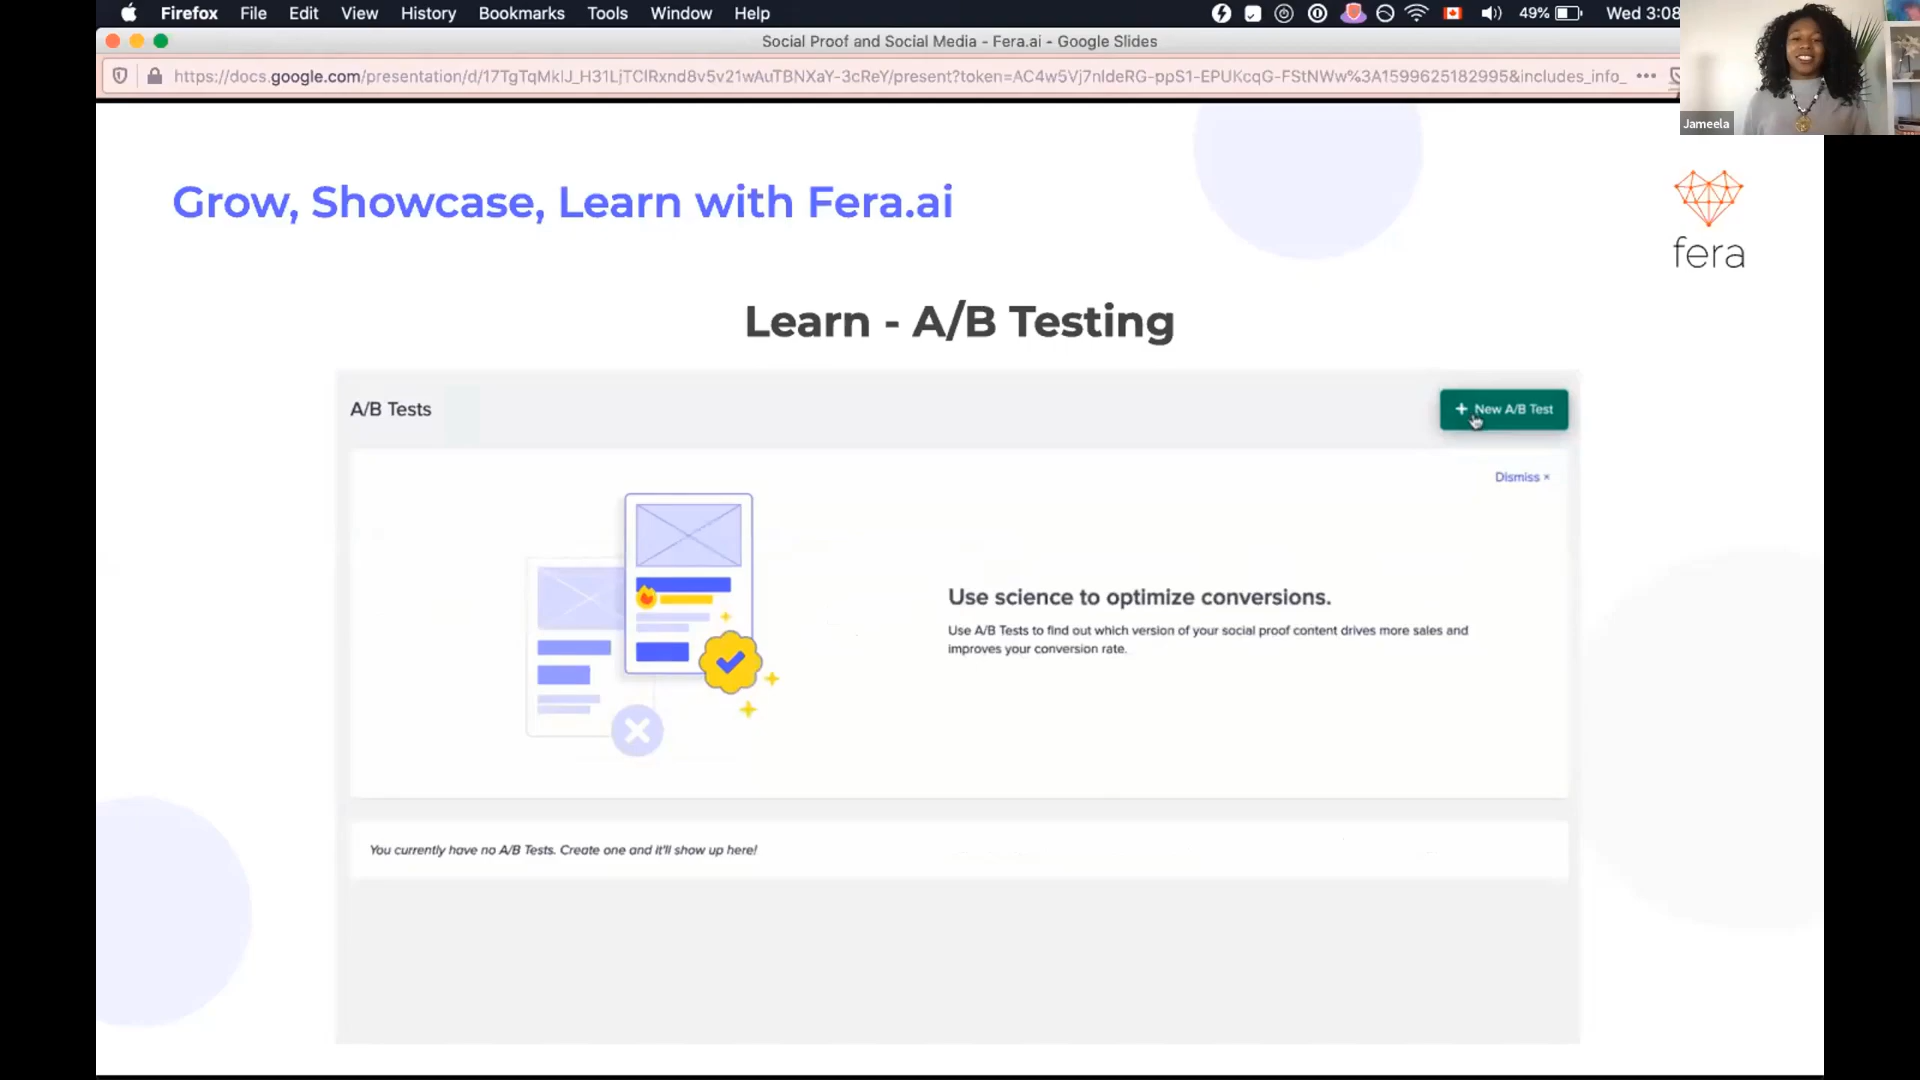 Firefox File Edit View History Bookmarks Tools Window Help 49% Wed 3:08
Social Proof and Social Media - Fera.ai - Google Slides
https://docs.google.com/presentation/d/17TgTqMkIJ_H31LjTCIRxnd8v5v21wAuTBNXaY-3cReY/present?token=AC4w5Vj7nIdeRG-ppS1-EPUKcqG-FStNWw%3A1599625182995&includes_info_
Jameela
Grow, Showcase, Learn with Fera.ai
fera
Learn - A/B Testing
A/B Tests
+ New A/B Test
Dismiss ×
Use science to optimize conversions.
Use A/B Tests to find out which version of your social proof content drives more sales and
improves your conversion rate.
You currently have no A/B Tests. Create one and it'll show up here!